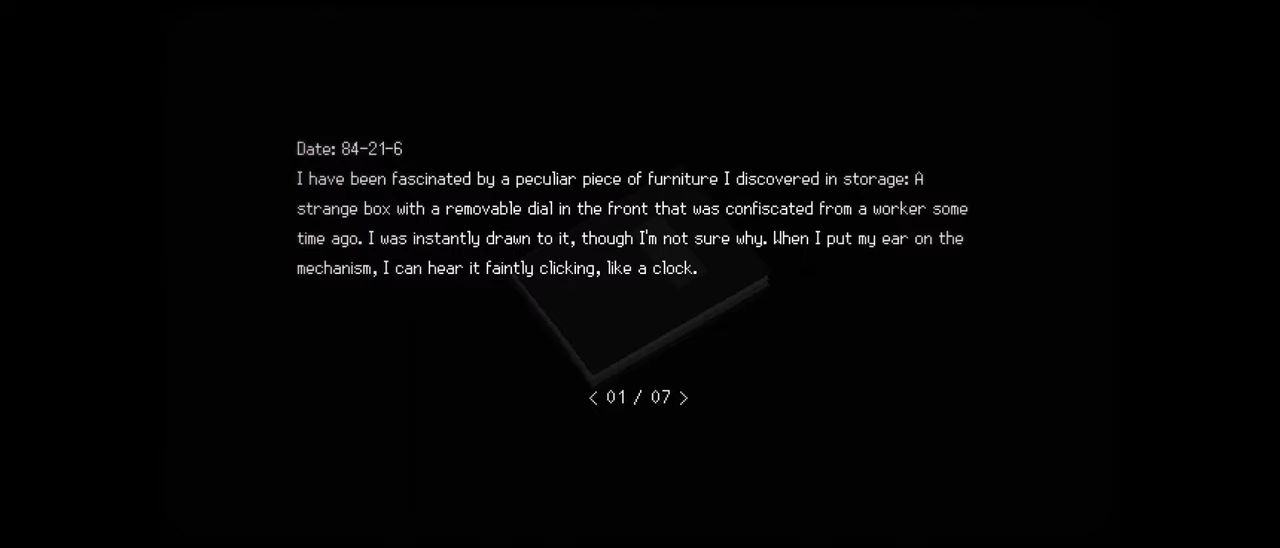 Date: 84-21-6
I have been fascinated by a peculiar piece of furniture I discovered in storage: A
strange box with a removable dial in the front that was confiscated from a worker some
time ago. I was instantly drawn to it, though I'm not sure why. When I put my ear on the
mechanism, I can hear it faintly clicking, like a clock.
< 01 / 07 >